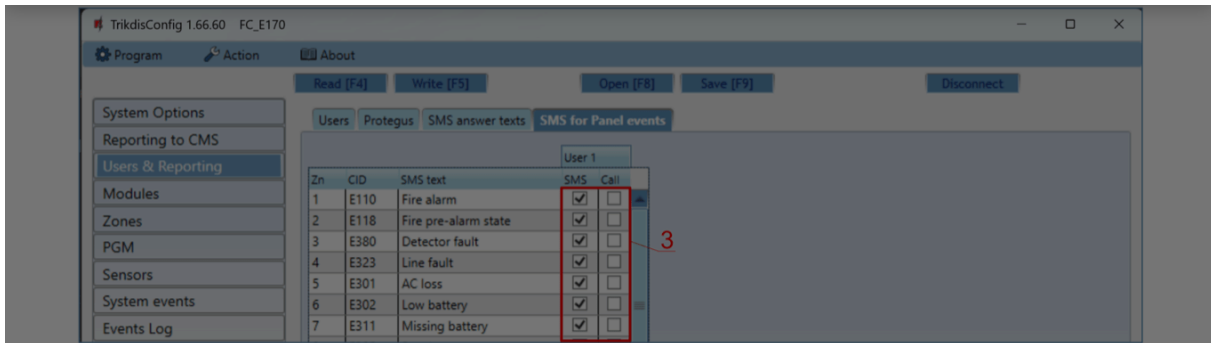 TrikdisConfig 1.66.60 FC_E170
Program Action About
Read [F4] Write [F5] Open [F8] Save [F9] Disconnect
System Options
Reporting to CMS
Users & Reporting
Modules
Zones
PGM
Sensors
System events
Events Log
Users Protegus SMS answer texts SMS for Panel events
User 1
Zn CID SMS text SMS Call
1 E110 Fire alarm
2 E118 Fire pre-alarm state
3 E380 Detector fault
4 E323 Line fault
5 E301 AC loss
6 E302 Low battery
7 E311 Missing battery
3